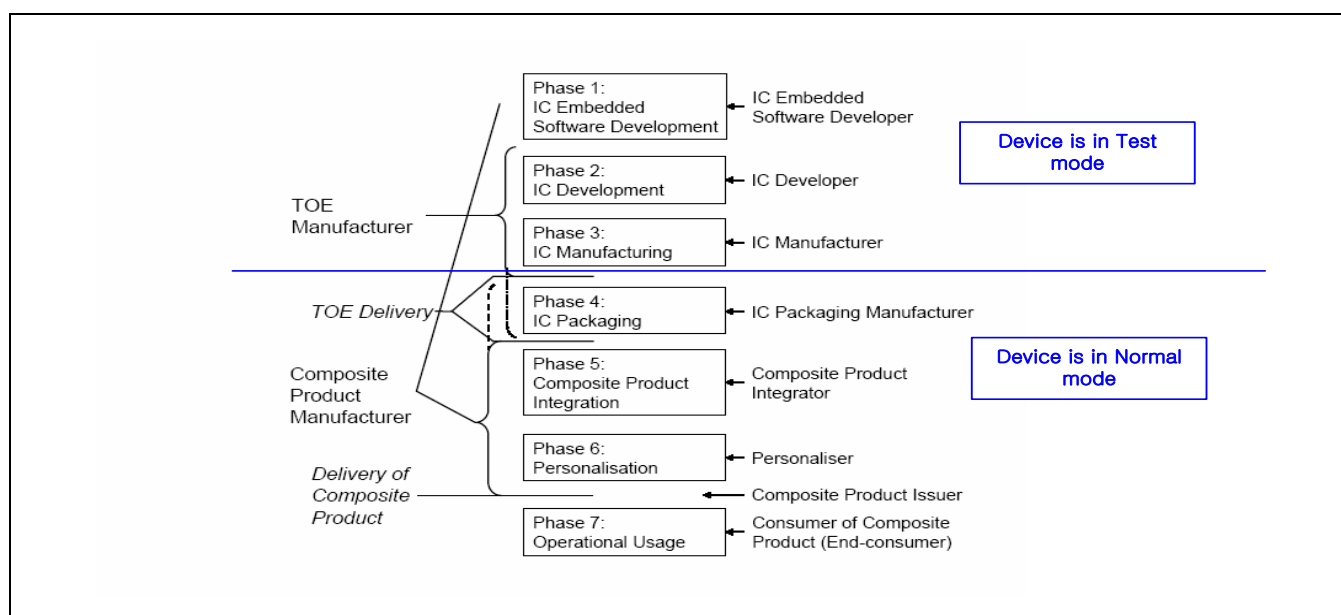 Phase 1:
IC Embedded
Software Development
IC Embedded
Software Developer
Device is in Test
mode
Phase 2:
IC Development
IC Developer
TOE
Manufacturer
Phase 3:
IC Manufacturing
IC Manufacturer
TOE Delivery
Phase 4:
IC Packaging
IC Packaging Manufacturer
Device is in Normal
mode
Composite
Product
Manufacturer
Phase 5:
Composite Product
Integration
Composite Product
Integrator
Phase 6:
Personalisation
Personaliser
Delivery of
Composite
Product
Composite Product Issuer
Phase 7:
Operational Usage
Consumer of Composite
Product (End-consumer)